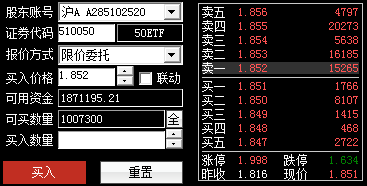 股东账号 沪A A285102520
证券代码 510050 50ETF
报价方式 限价委托
买入价格 1.852 联动
可用资金 1871195.21
可买数量 1007300 全
买入数量
买入 重置
卖五 1.856 4797
卖四 1.855 20273
卖三 1.854 5638
卖二 1.853 16185
卖一 1.852 15265
买一 1.851 1766
买二 1.850 8107
买三 1.849 1410
买四 1.848 468
买五 1.847 2722
涨停 1.998 跌停 1.634
昨收 1.816 现价 1.851